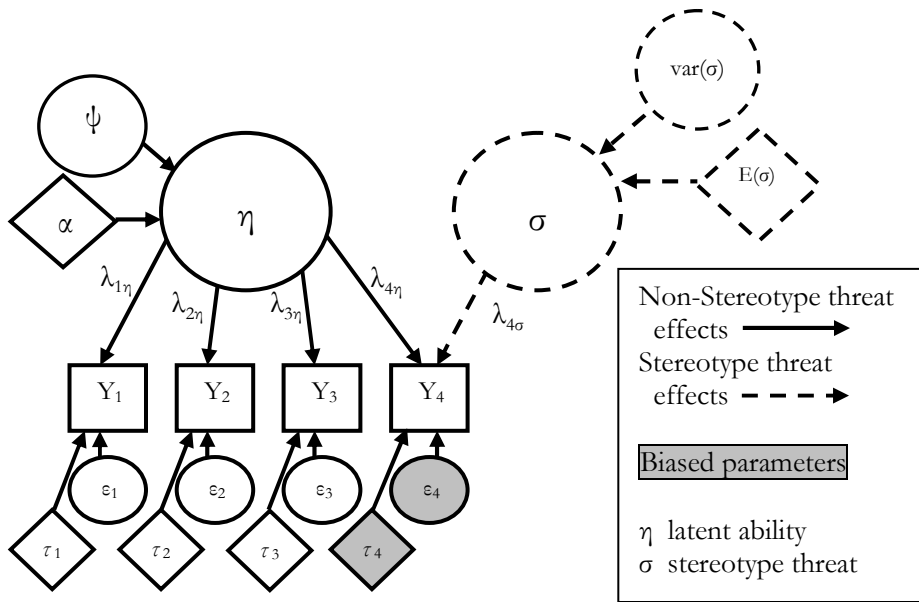 ψ
var(σ)
E(σ)
α
η
σ
λ1η
λ2η
λ3η
λ4η
λ4σ
Y1
Y2
Y3
Y4
ε1
ε2
ε3
ε4
τ1
τ2
τ3
τ4
Non-Stereotype threat
effects
Stereotype threat
effects
Biased parameters
η latent ability
σ stereotype threat